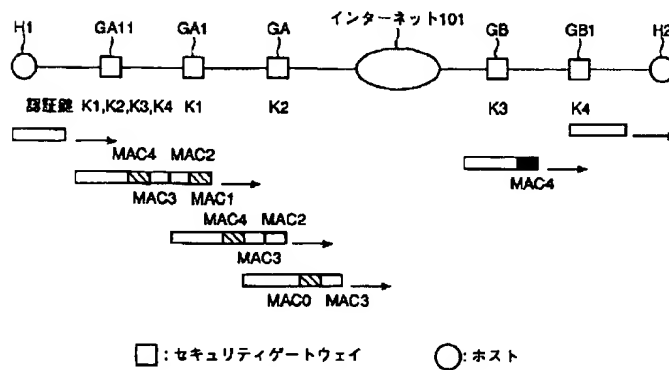 インターネット101
H1 GA11 GA1 GA GB GB1 H2
認証鍵 K1,K2,K3,K4 K1 K2 K3 K4
MAC4 MAC2
MAC3 MAC1
MAC4
MAC4 MAC2
MAC3
MAC0 MAC3
:セキュリティゲートウェイ :ホスト